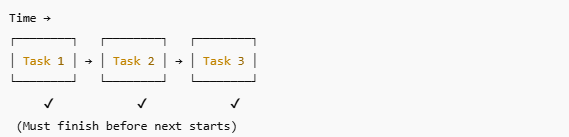 Time →
Task 1 → Task 2 → Task 3
✓ ✓ ✓
(Must finish before next starts)